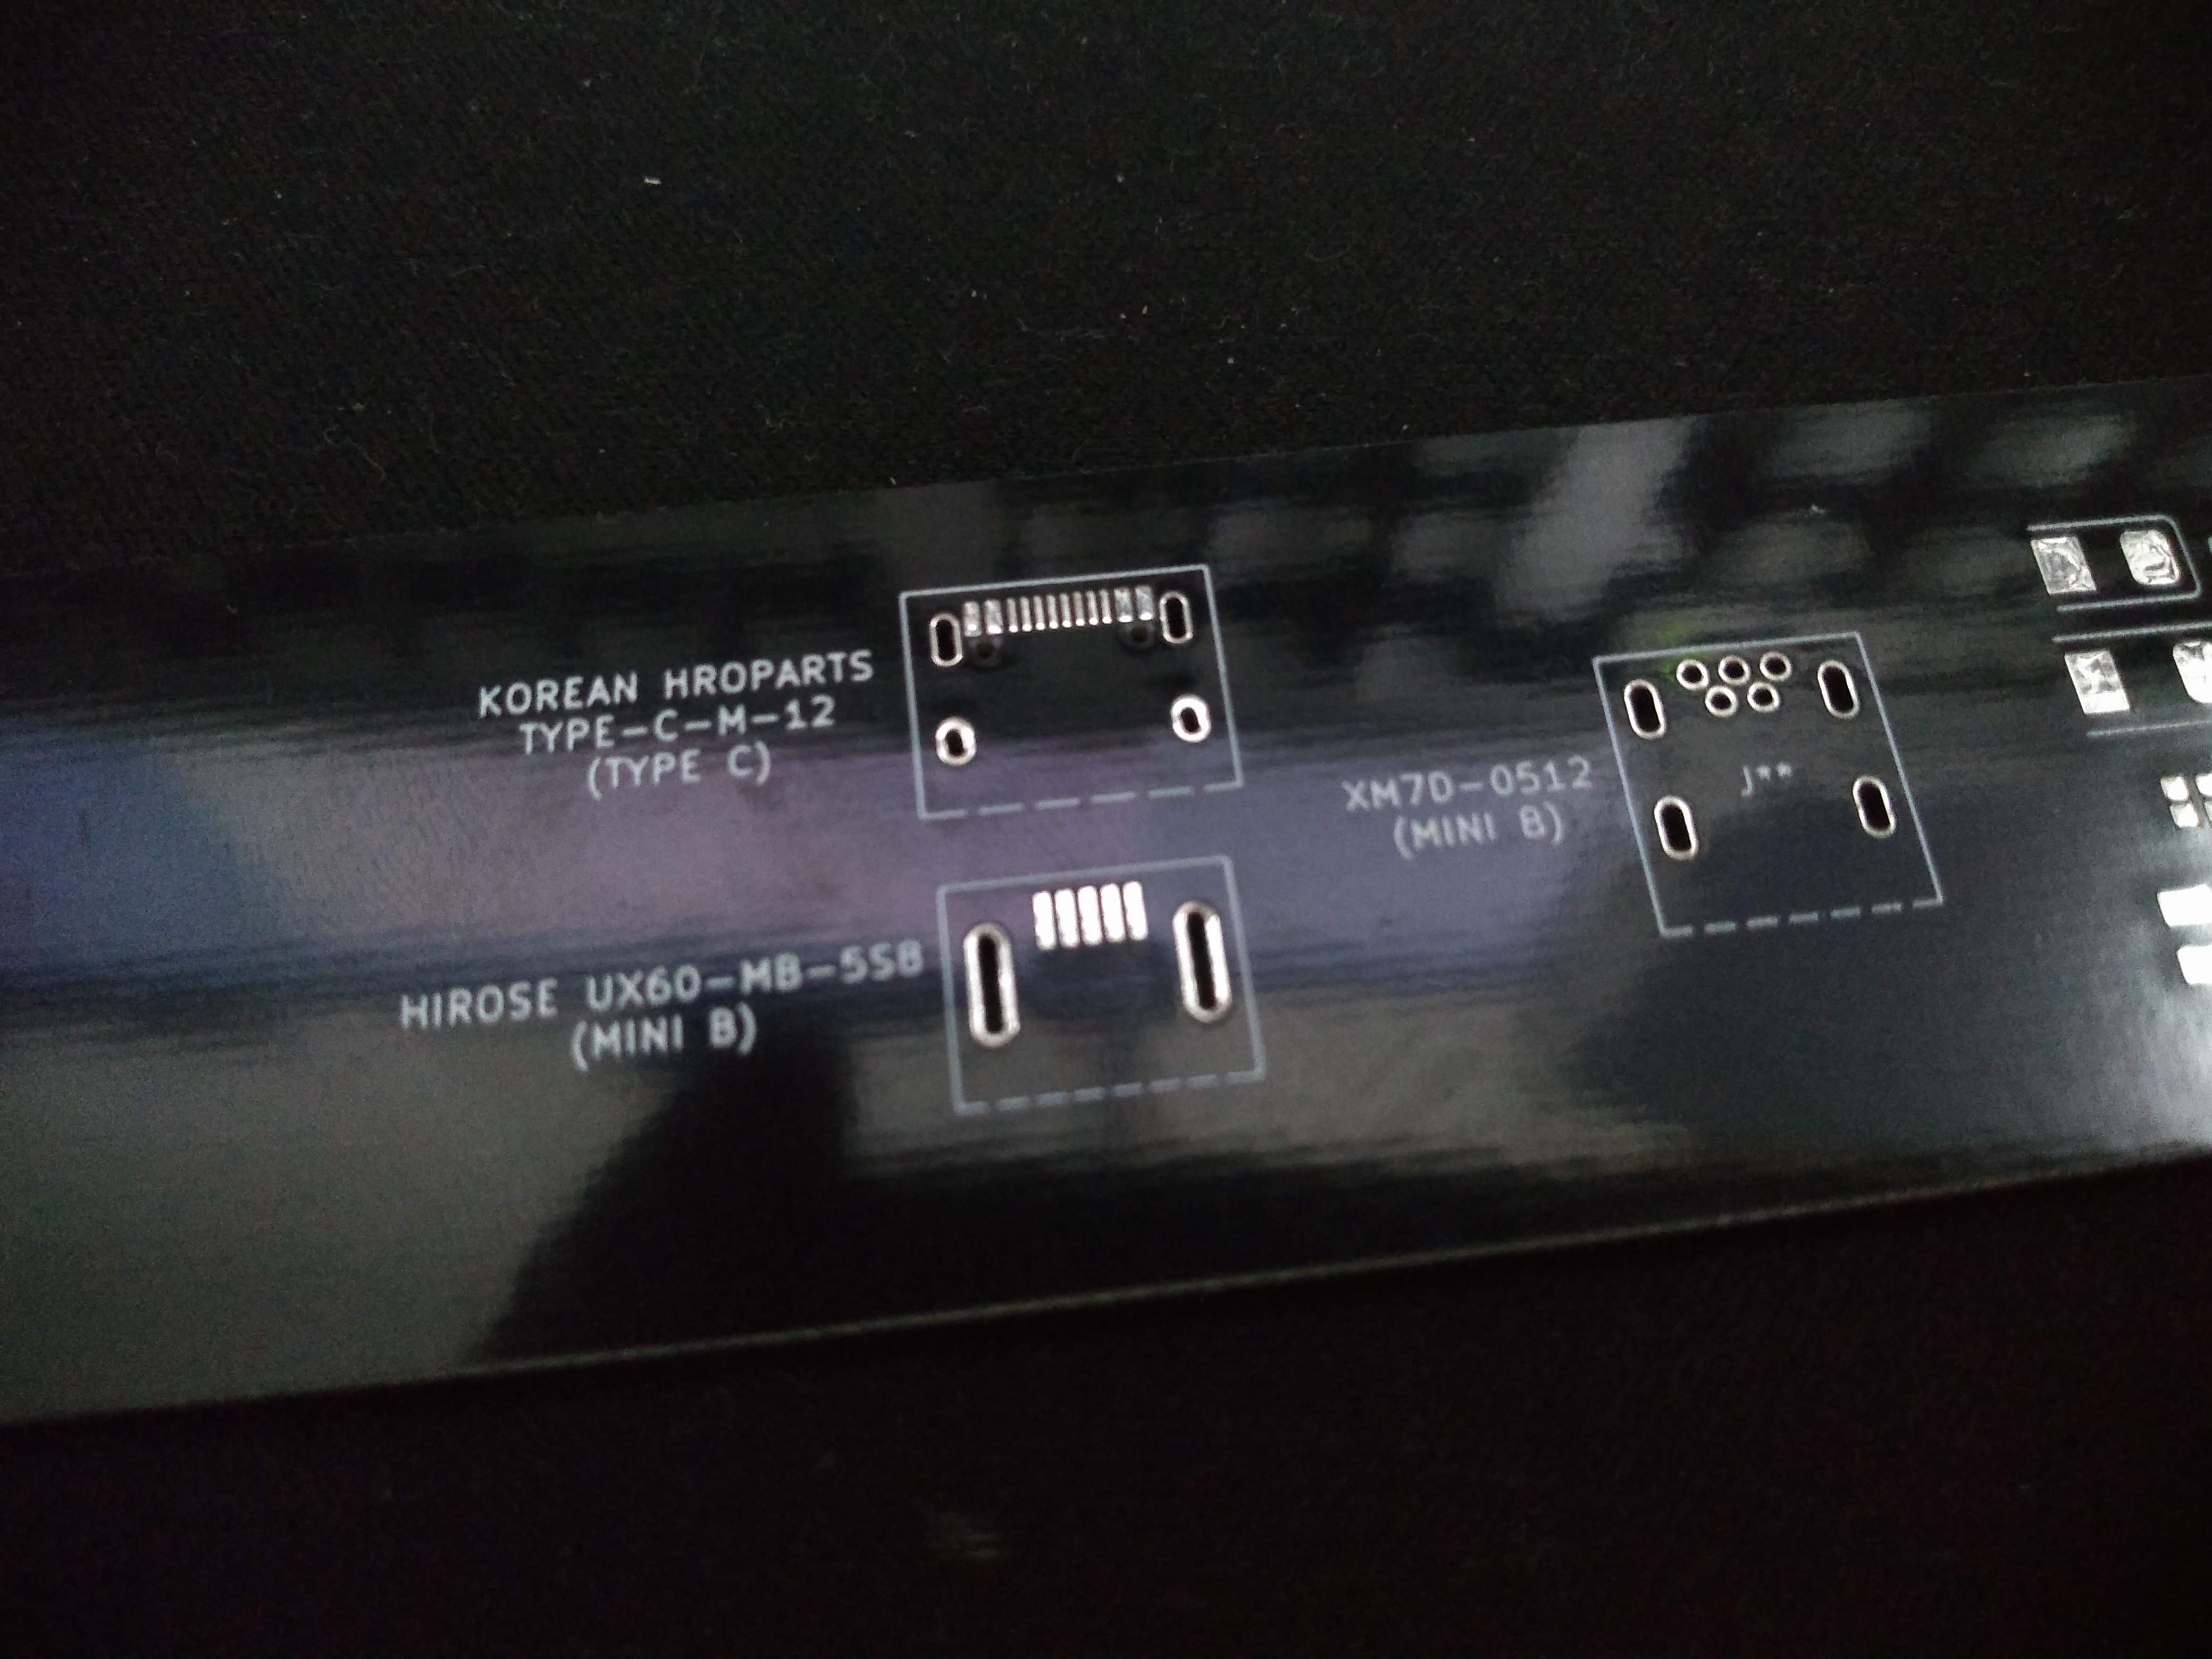 KOREAN HROPARTS
TYPE-C-M-12
(TYPE C)
HIROSE UX60-MB-5S8
(MINI B)
XM7D-0512
(MINI B)
J**